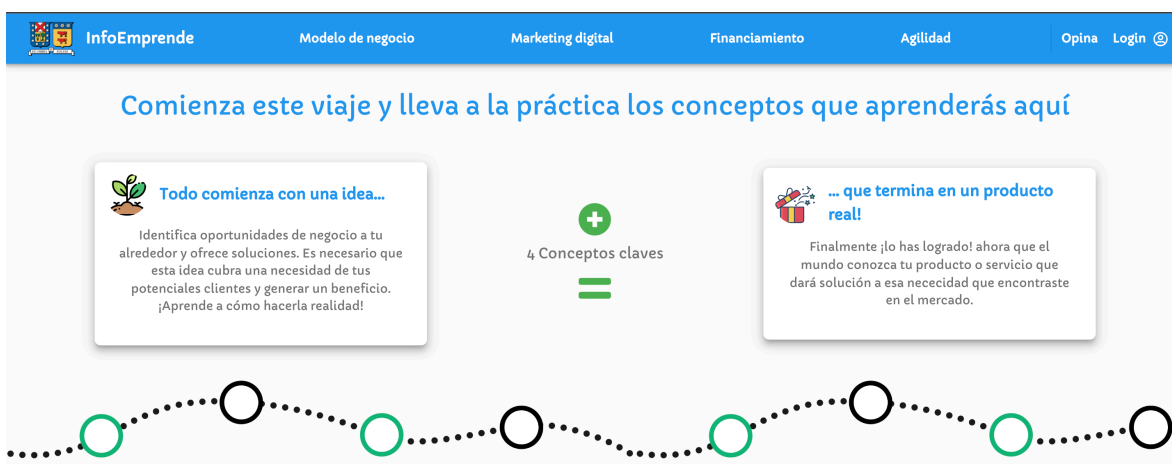 InfoEmprende Modelo de negocio Marketing digital Financiamiento Agilidad Opina Login
Comienza este viaje y lleva a la práctica los conceptos que aprenderás aquí
Todo comienza con una idea...
Identifica oportunidades de negocio a tu
alrededor y ofrece soluciones. Es necesario que
esta idea cubra una necesidad de tus
potenciales clientes y generar un beneficio.
¡Aprende a cómo hacerla realidad!
4 Conceptos claves
... que termina en un producto
real!
Finalmente ¡lo has logrado! ahora que el
mundo conozca tu producto o servicio que
dará solución a esa nececidad que encontraste
en el mercado.